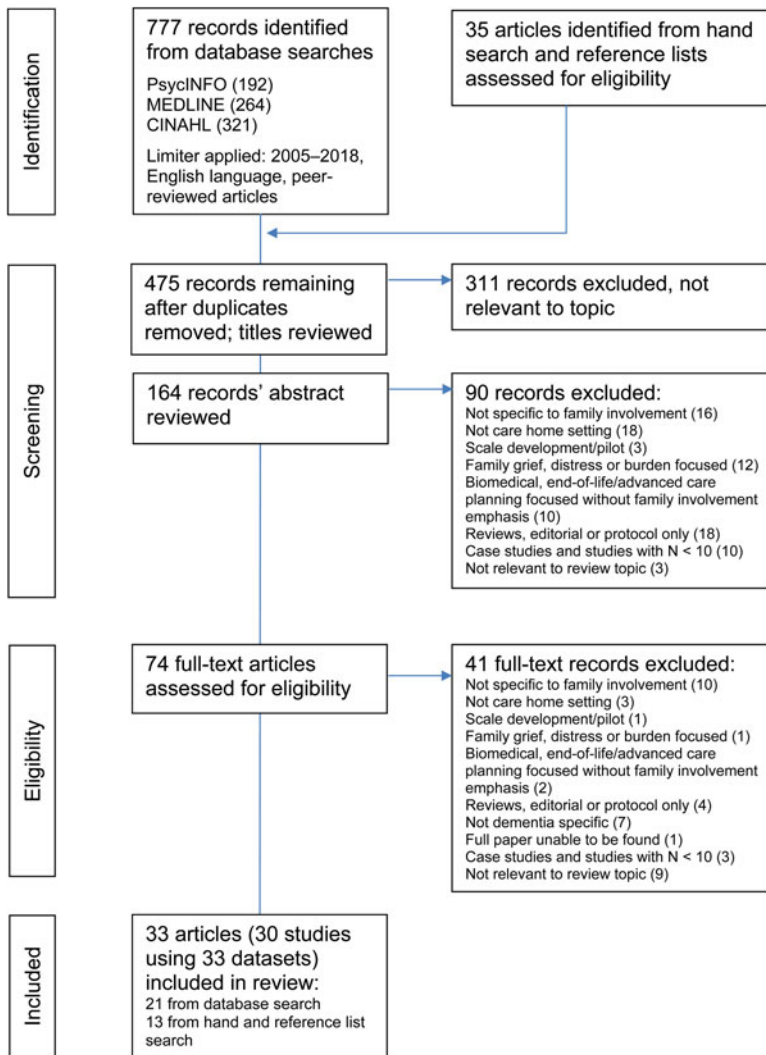 Identification
777 records identified
from database searches
PsycINFO (192)
MEDLINE (264)
CINAHL (321)
Limiter applied: 2005–2018,
English language, peer-
reviewed articles
35 articles identified from hand
search and reference lists
assessed for eligibility
Screening
475 records remaining
after duplicates
removed; titles reviewed
311 records excluded, not
relevant to topic
164 records’ abstract
reviewed
90 records excluded:
Not specific to family involvement (16)
Not care home setting (18)
Scale development/pilot (3)
Family grief, distress or burden focused (12)
Biomedical, end-of-life/advanced care
planning focused without family involvement
emphasis (10)
Reviews, editorial or protocol only (18)
Case studies and studies with N < 10 (10)
Not relevant to review topic (3)
Eligibility
74 full-text articles
assessed for eligibility
41 full-text records excluded:
Not specific to family involvement (10)
Not care home setting (3)
Scale development/pilot (1)
Family grief, distress or burden focused (1)
Biomedical, end-of-life/advanced care
planning focused without family involvement
emphasis (2)
Reviews, editorial or protocol only (4)
Not dementia specific (7)
Full paper unable to be found (1)
Case studies and studies with N < 10 (3)
Not relevant to review topic (9)
Included
33 articles (30 studies
using 33 datasets)
included in review:
21 from database search
13 from hand and reference list
search